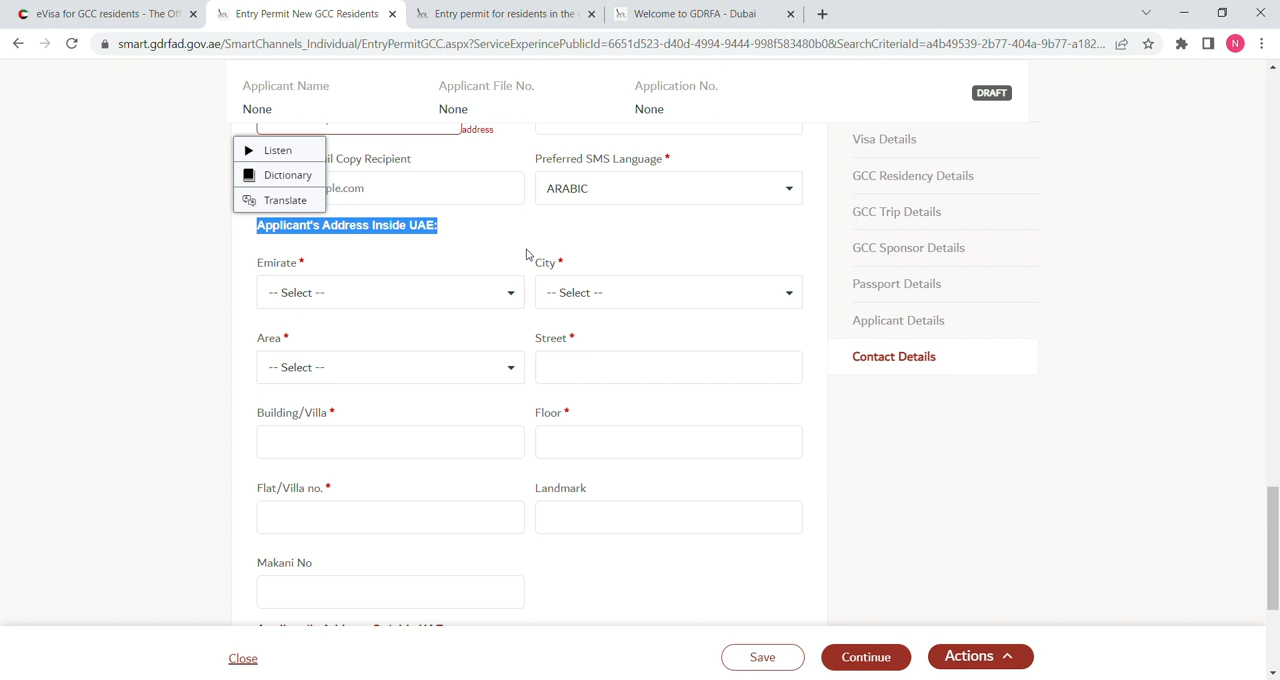 eVisa for GCC residents - The Of
Entry Permit New GCC Residents
Entry permit for residents in the
Welcome to GDRFA - Dubai
smart.gdrfad.gov.ae/SmartChannels_Individual/EntryPermitGCC.aspx?ServiceExperincePublicId=6651d523-d40d-4994-9444-998f583480b0&SearchCriteriaId=a4b49539-2b77-404a-9b77-a182...
N
Applicant Name
Applicant File No.
Application No.
None
None
None
DRAFT
address
Listen
Dictionary
Translate
il Copy Recipient
Preferred SMS Language *
ple.com
ARABIC
Applicant's Address Inside UAE:
Emirate *
City *
-- Select --
-- Select --
Area *
Street *
-- Select --
Building/Villa *
Floor *
Flat/Villa no. *
Landmark
Makani No
Visa Details
GCC Residency Details
GCC Trip Details
GCC Sponsor Details
Passport Details
Applicant Details
Contact Details
Close
Save
Continue
Actions